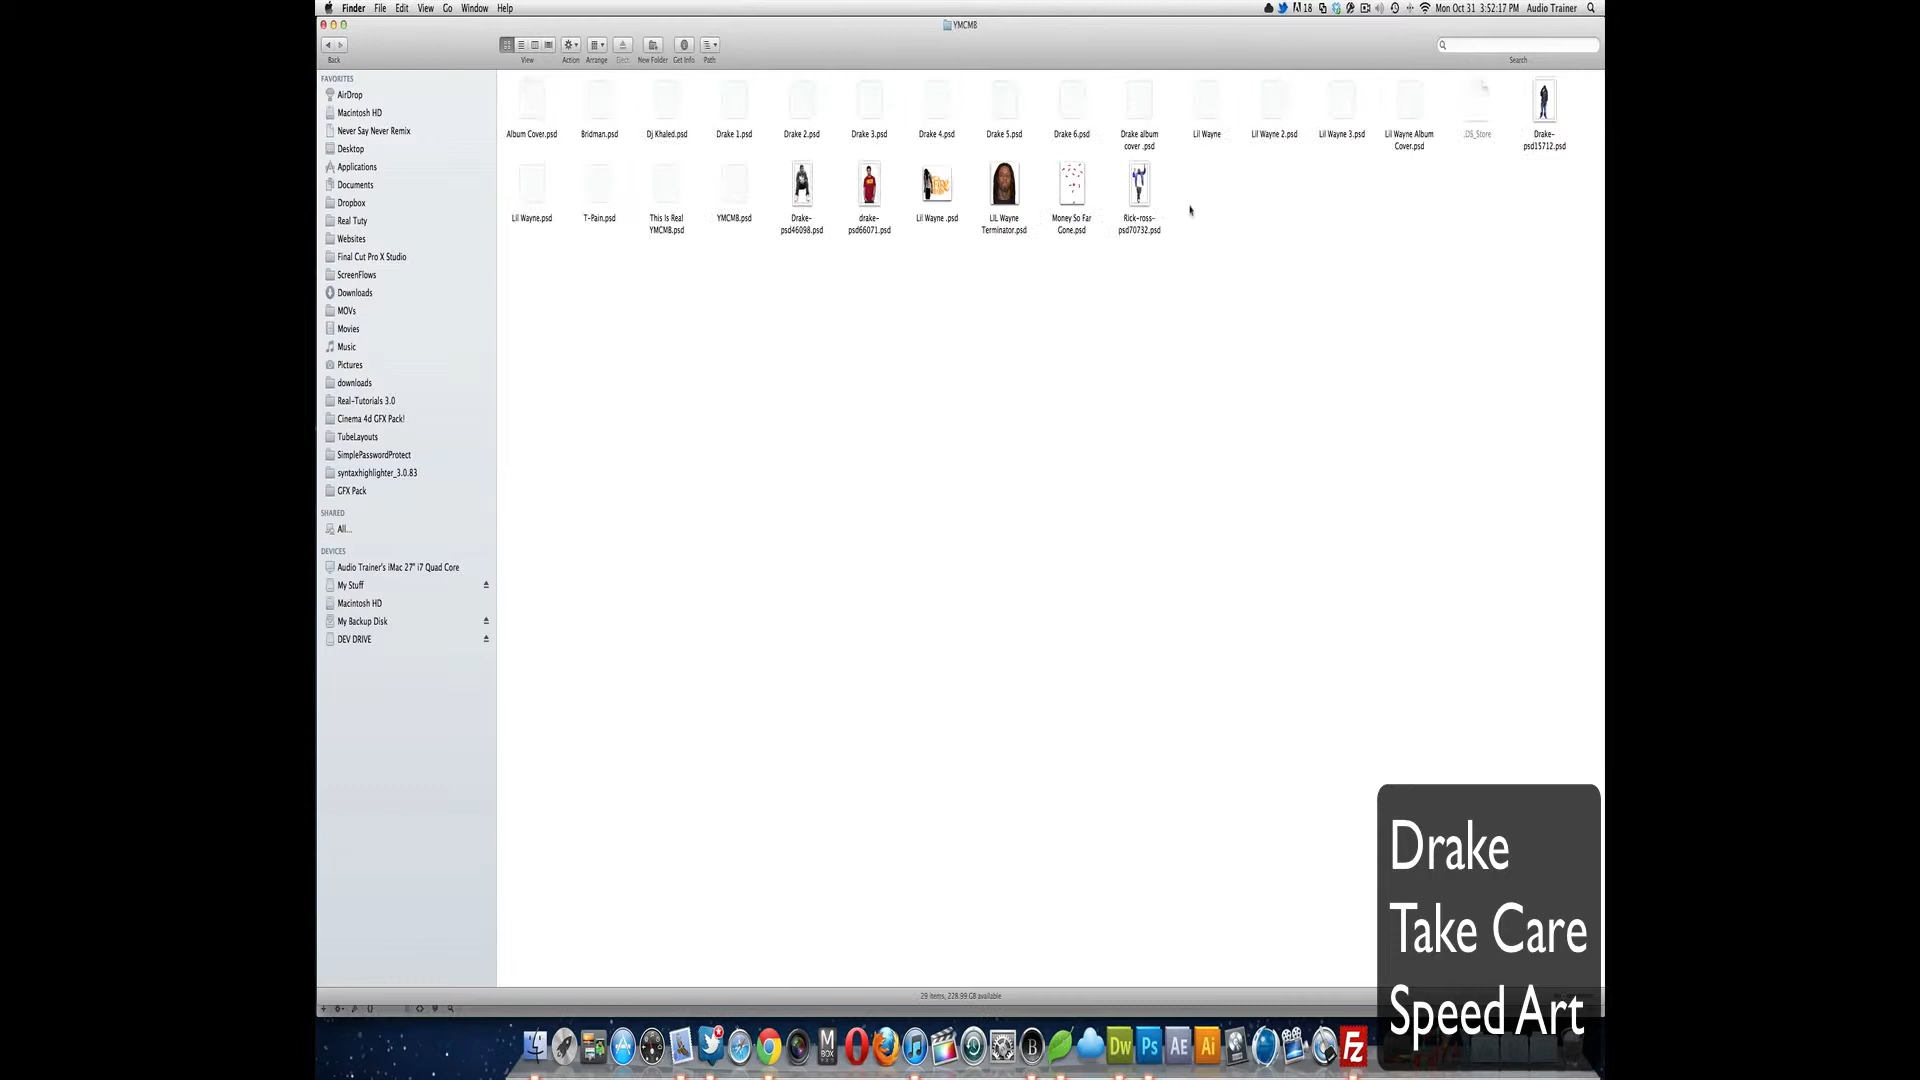 Finder File Edit View Go Window Help
18 Mon Oct 31 3:52:17 PM Audio Trainer
YMCMB
Back View Action Arrange Eject New Folder Get Info Path Search
FAVORITES
AirDrop
Macintosh HD
Never Say Never Remix
Desktop
Applications
Documents
Dropbox
Real Tuty
Websites
Final Cut Pro X Studio
ScreenFlows
Downloads
MOVs
Movies
Music
Pictures
downloads
Real-Tutorials 3.0
Cinema 4d GFX Pack!
TubeLayouts
SimplePasswordProtect
syntaxhighlighter_3.0.83
GFX Pack
SHARED
All...
DEVICES
Audio Trainer's iMac 27" i7 Quad Core
My Stuff
Macintosh HD
My Backup Disk
DEV DRIVE
Album Cover.psd
Bridman.psd
Dj Khaled.psd
Drake 1.psd
Drake 2.psd
Drake 3.psd
Drake 4.psd
Drake 5.psd
Drake 6.psd
Drake album
cover .psd
Lil Wayne
Lil Wayne 2.psd
Lil Wayne 3.psd
Lil Wayne Album
Cover.psd
.DS_Store
Drake-
psd15712.psd
Lil Wayne.psd
T-Pain.psd
This Is Real
YMCMB.psd
YMCMB.psd
Drake-
psd46098.psd
drake-
psd66071.psd
Lil Wayne .psd
LIL Wayne
Terminator.psd
Money So Far
Gone.psd
Rick-ross-
psd70732.psd
29 items, 228.99 GB available
M
BOX
B
Dw
Ps
AE
Ai
Fz
Drake
Take Care
Speed Art